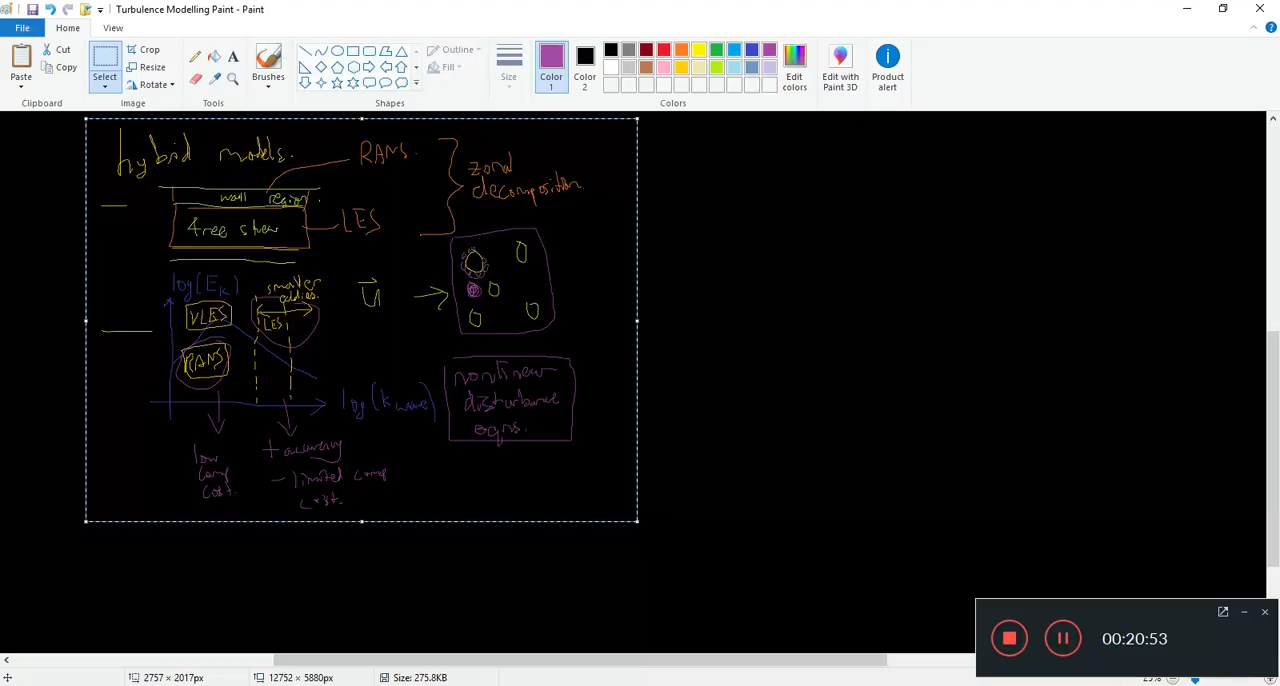 Turbulence Modelling Paint - Paint
File
Home
View
Paste
Cut
Copy
Clipboard
Select
Crop
Resize
Rotate
Image
Tools
Brushes
Shapes
Outline
Fill
Size
Color 1
Color 2
Colors
Edit colors
Edit with Paint 3D
Product alert
hybrid models.
RANS
wall region
free
LES
zonal
decomposition
log(Ek)
smaller
eddies
VLES
LES
u
RANS
log(k wave)
nonlinear
disturbance
eqns.
low
comp
cost.
+ accuracy
- limited comp
cost.
00:20:53
2757 × 2017px
12752 × 5880px
Size: 275.8KB
25%